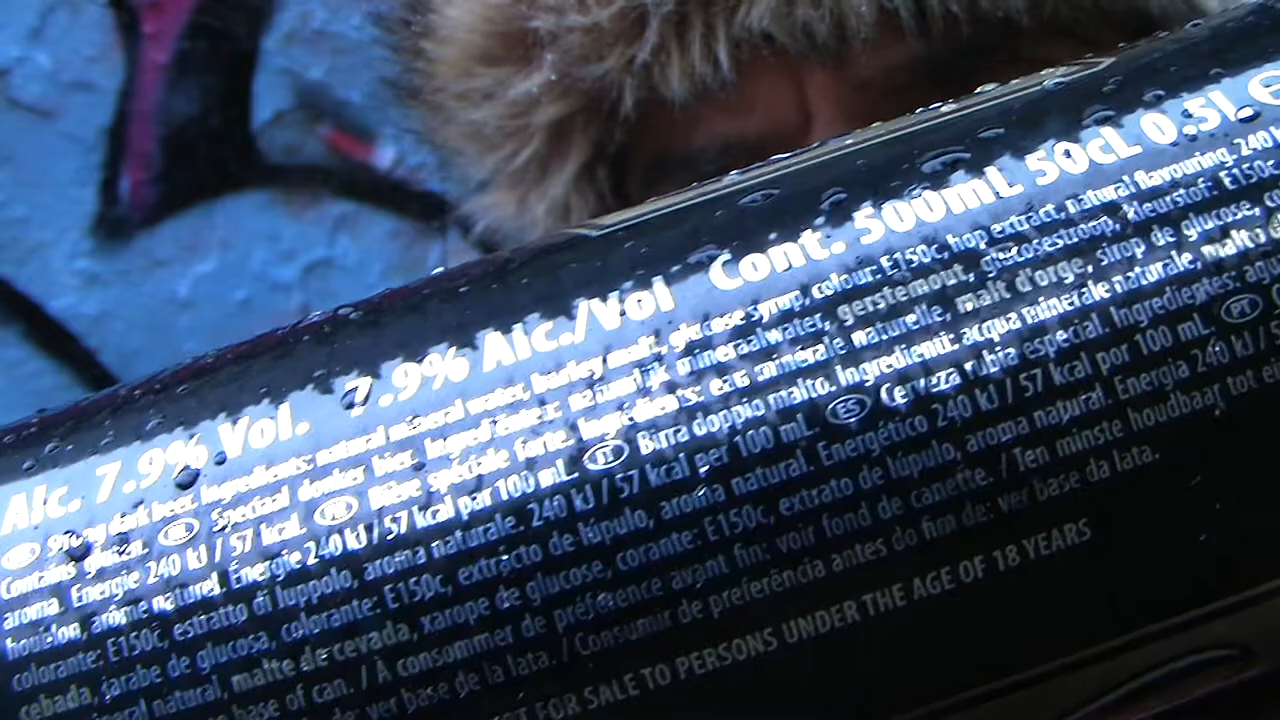 Alc. 7.9% Vol. 7.9% Alc./Vol Cont. 500mL 50cL 0.5L e
GB Strong dark beer. Ingredients: natural mineral water, barley malt, glucose syrup, colour: E150c, hop extract, natural flavouring. 240
Contains gluten. Speciaal donker bier. Ingrediënten: natuurlijk mineraalwater, gerstemout, glucosestroop, kleurstof: E150c
aroma. Energie 240 kJ / 57 kcal. FR Bière spéciale forte. Ingrédients: eau minérale naturelle, malt d'orge, sirop de glucose,
houblon, arôme naturel. Énergie 240 kJ / 57 kcal par 100 mL. IT Birra doppio malto. Ingredienti: acqua minerale naturale, malto
colorante: E150c, estratto di luppolo, aroma naturale. 240 kJ / 57 kcal per 100 mL. ES Cerveza rubia especial. Ingredientes:
cebada, jarabe de glucosa, colorante: E150c, extracto de lúpulo, aroma natural. Energético 240 kJ / 57 kcal por 100 mL. PT
natural, malte de cevada, xarope de glucose, corante: E150c, extrato de lúpulo, aroma natural. Energia 240 kJ /
base of can. / À consommer de préférence avant fin: voir fond de canette. / Ten minste houdbaar tot
ver base de la lata. / Consumir de preferência antes do fim de: ver base da lata.
FOR SALE TO PERSONS UNDER THE AGE OF 18 YEARS